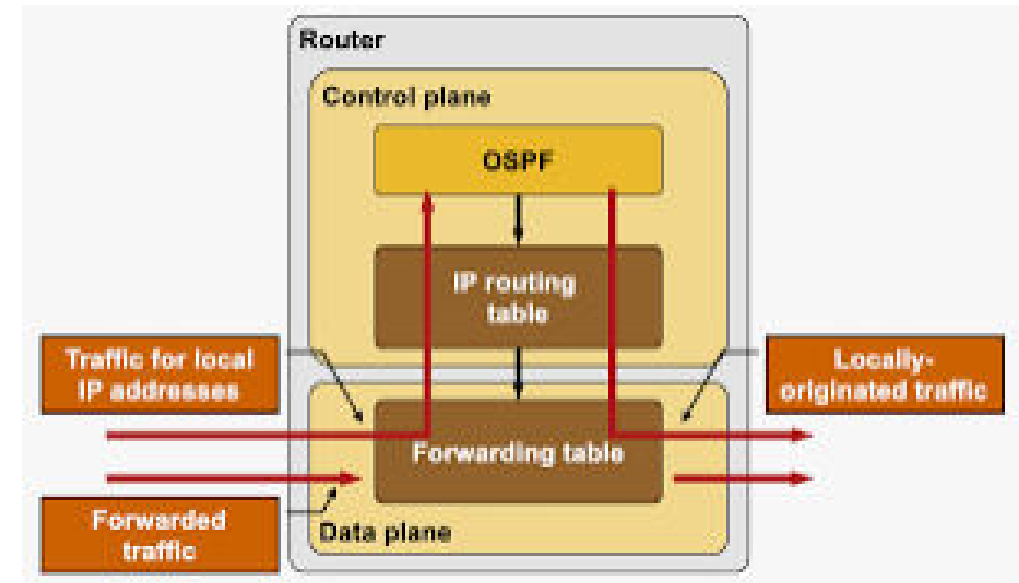 Router
Control plane
OSPF
IP routing
table
Traffic for local
IP addresses
Locally-
originated traffic
Forwarding table
Forwarded
traffic
Data plane